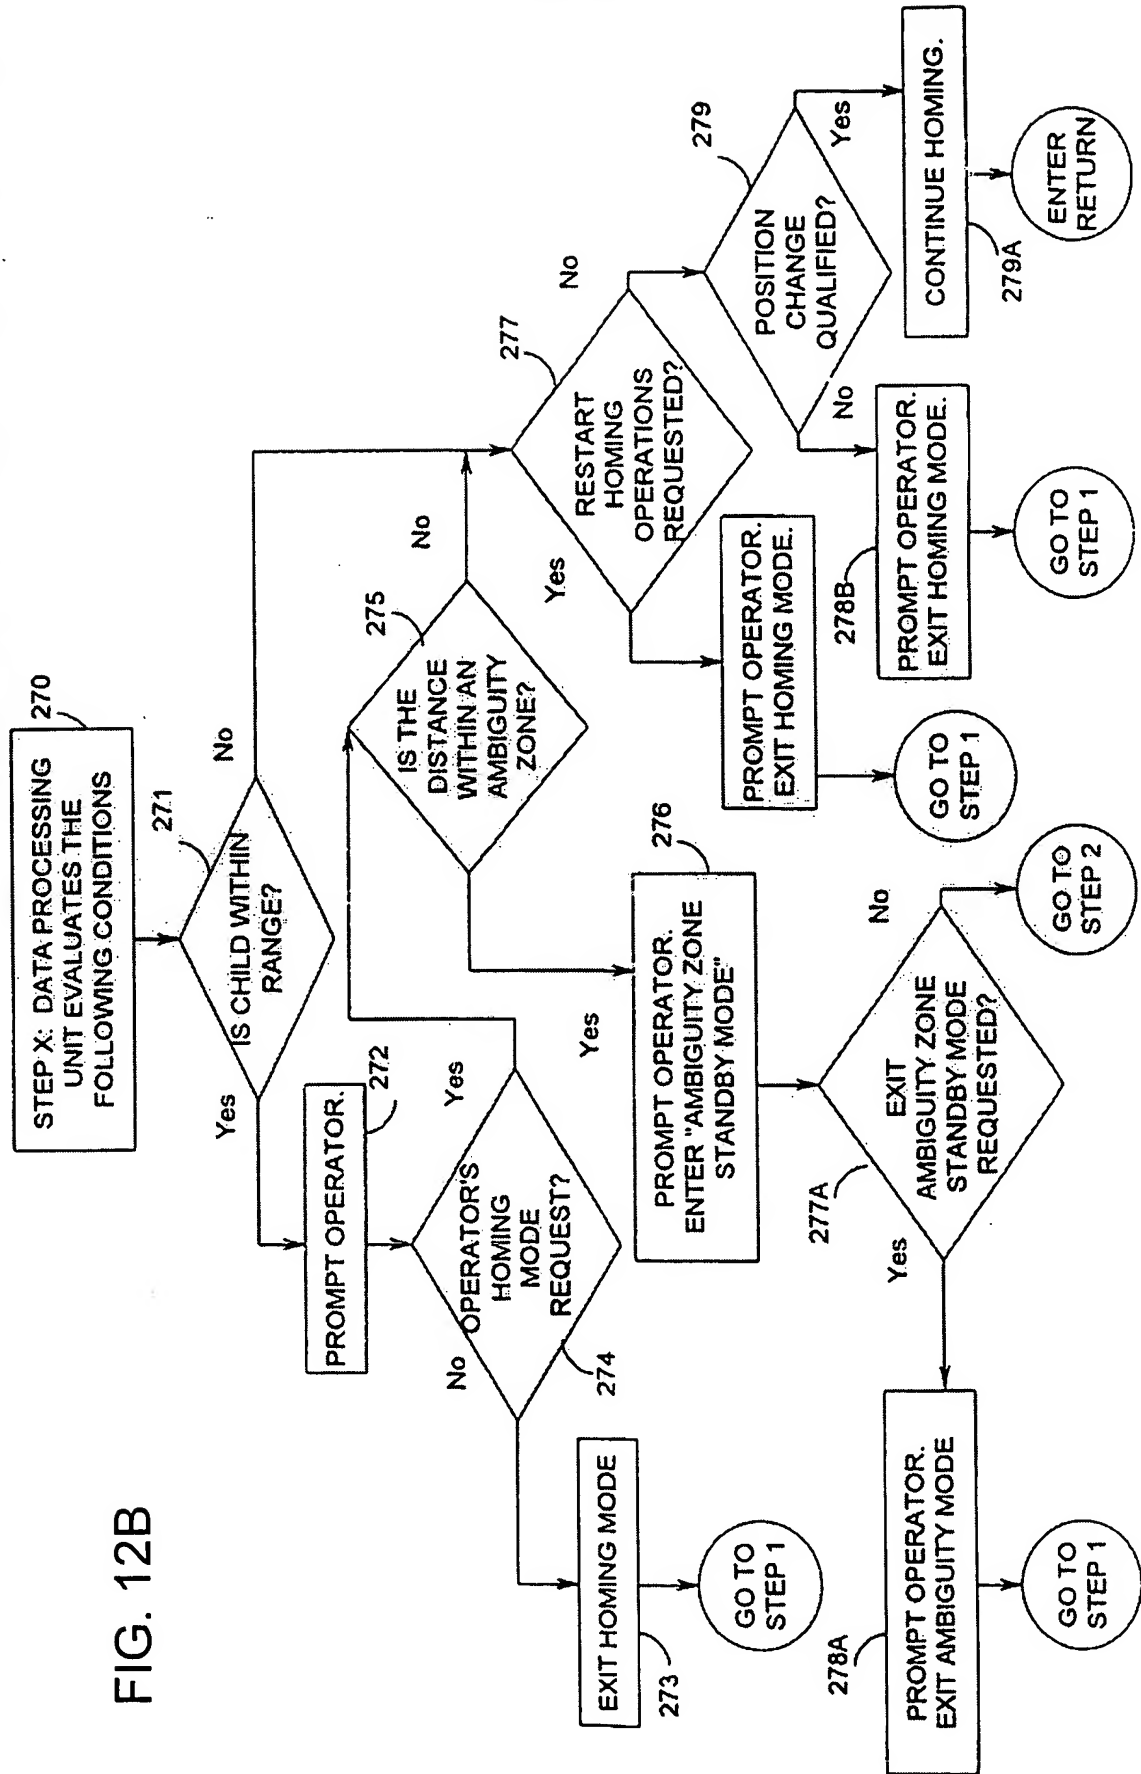 FIG. 12B
STEP X: DATA PROCESSING
UNIT EVALUATES THE
FOLLOWING CONDITIONS
270
IS CHILD WITHIN
RANGE?
271
Yes
No
PROMPT OPERATOR.
272
OPERATOR'S
HOMING
MODE
REQUEST?
274
No
Yes
EXIT HOMING MODE
273
GO TO
STEP 1
IS THE
DISTANCE
WITHIN AN
AMBIGUITY
ZONE?
275
Yes
No
PROMPT OPERATOR.
ENTER "AMBIGUITY ZONE
STANDBY MODE"
276
EXIT
AMBIGUITY ZONE
STANDBY MODE
REQUESTED?
277A
Yes
No
PROMPT OPERATOR.
EXIT AMBIGUITY MODE
278A
GO TO
STEP 1
GO TO
STEP 2
RESTART
HOMING
OPERATIONS
REQUESTED?
277
Yes
No
PROMPT OPERATOR.
EXIT HOMING MODE.
GO TO
STEP 1
POSITION
CHANGE
QUALIFIED?
279
No
Yes
PROMPT OPERATOR.
EXIT HOMING MODE.
278B
GO TO
STEP 1
CONTINUE HOMING.
279A
ENTER
RETURN